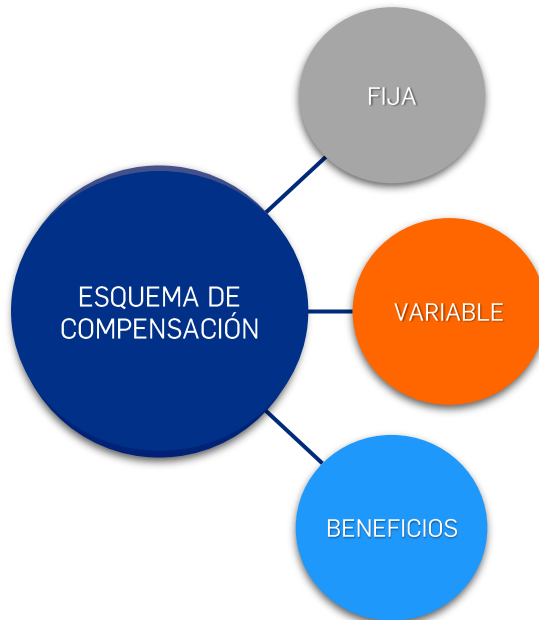 FIJA
ESQUEMA DE
COMPENSACIÓN
VARIABLE
BENEFICIOS